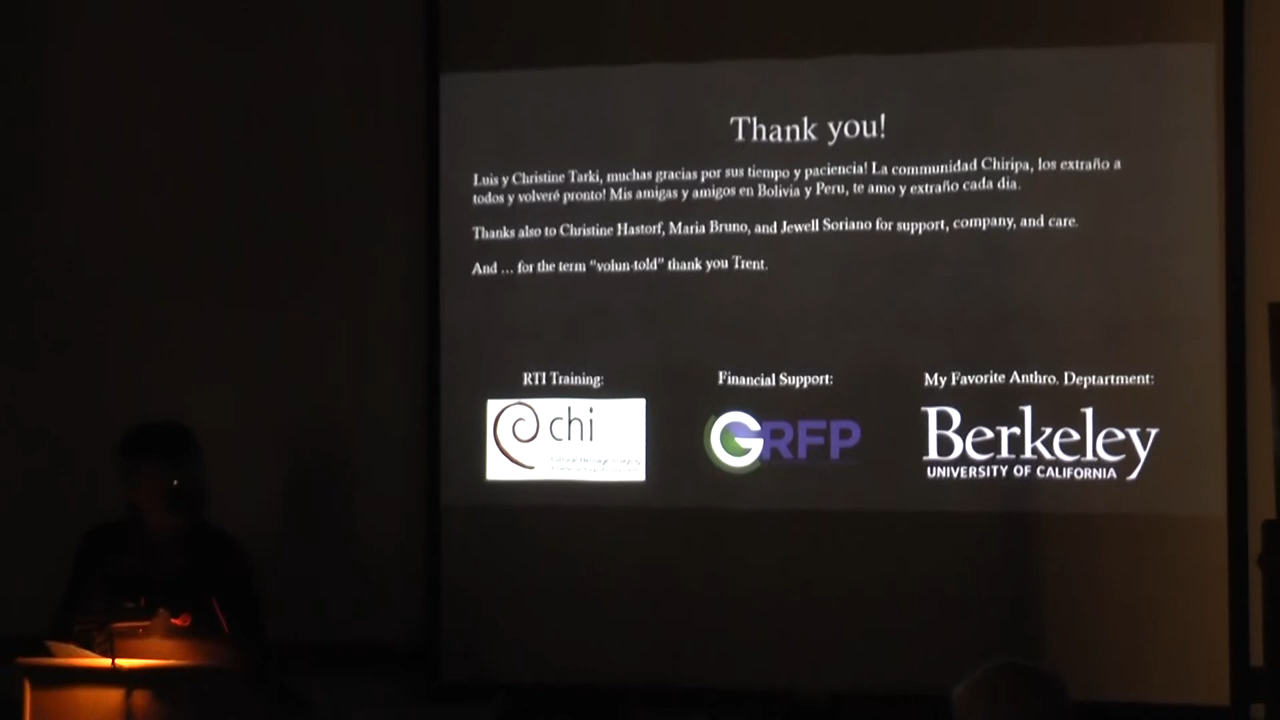 Thank you!
Luis y Christine Tarki, muchas gracias por sus tiempo y paciencia! La communidad Chiripa, los extraño a
todos y volveré pronto! Mis amigas y amigos en Bolivia y Peru, te amo y extraño cada dia.
Thanks also to Christine Hastorf, Maria Bruno, and Jewell Soriano for support, company, and care.
And ... for the term “volun-told” thank you Trent.
RTI Training:
Financial Support:
My Favorite Anthro. Deptartment:
chi
GRFP
Berkeley
UNIVERSITY OF CALIFORNIA